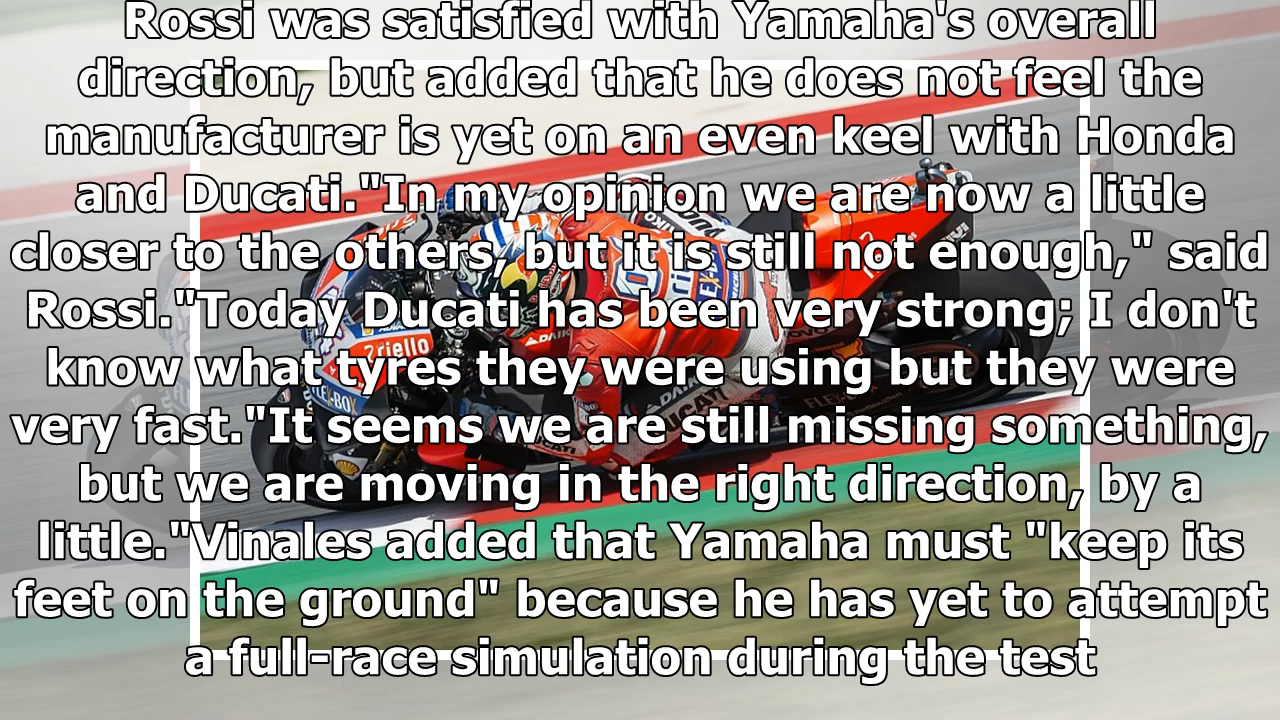 Rossi was satisfied with Yamaha's overall
direction, but added that he does not feel the
manufacturer is yet on an even keel with Honda
and Ducati."In my opinion we are now a little
closer to the others, but it is still not enough," said
Rossi."Today Ducati has been very strong; I don't
know what tyres they were using but they were
very fast."It seems we are still missing something,
but we are moving in the right direction, by a
little."Vinales added that Yamaha must "keep its
feet on the ground" because he has yet to attempt
a full-race simulation during the test
riello
FLEX-BOX
DUCATI